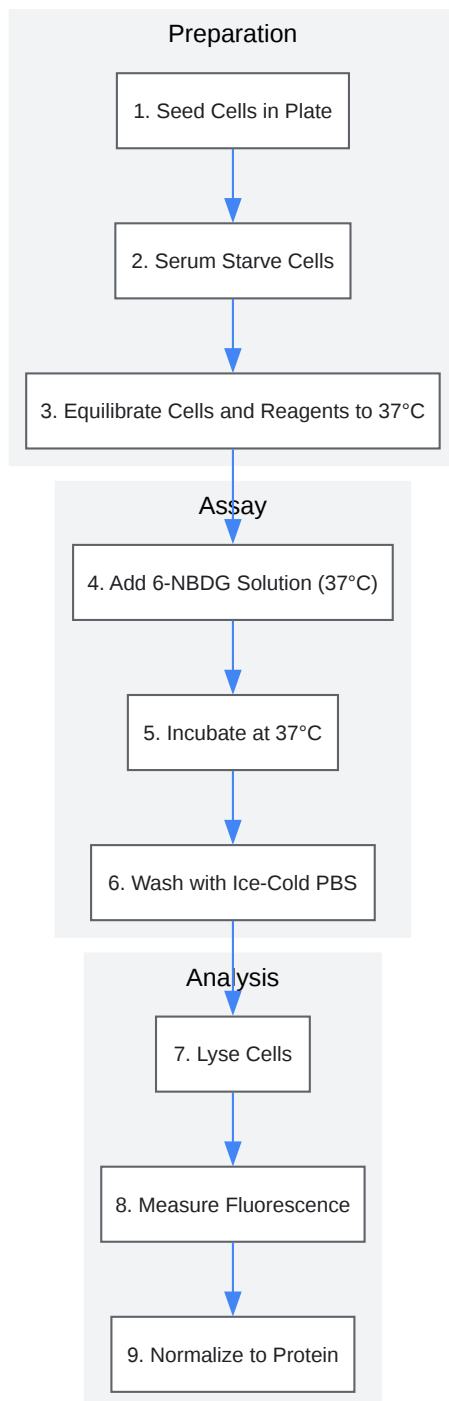 Preparation
1. Seed Cells in Plate
2. Serum Starve Cells
3. Equilibrate Cells and Reagents to 37°C
Assay
4. Add 6-NBDG Solution (37°C)
5. Incubate at 37°C
6. Wash with Ice-Cold PBS
Analysis
7. Lyse Cells
8. Measure Fluorescence
9. Normalize to Protein